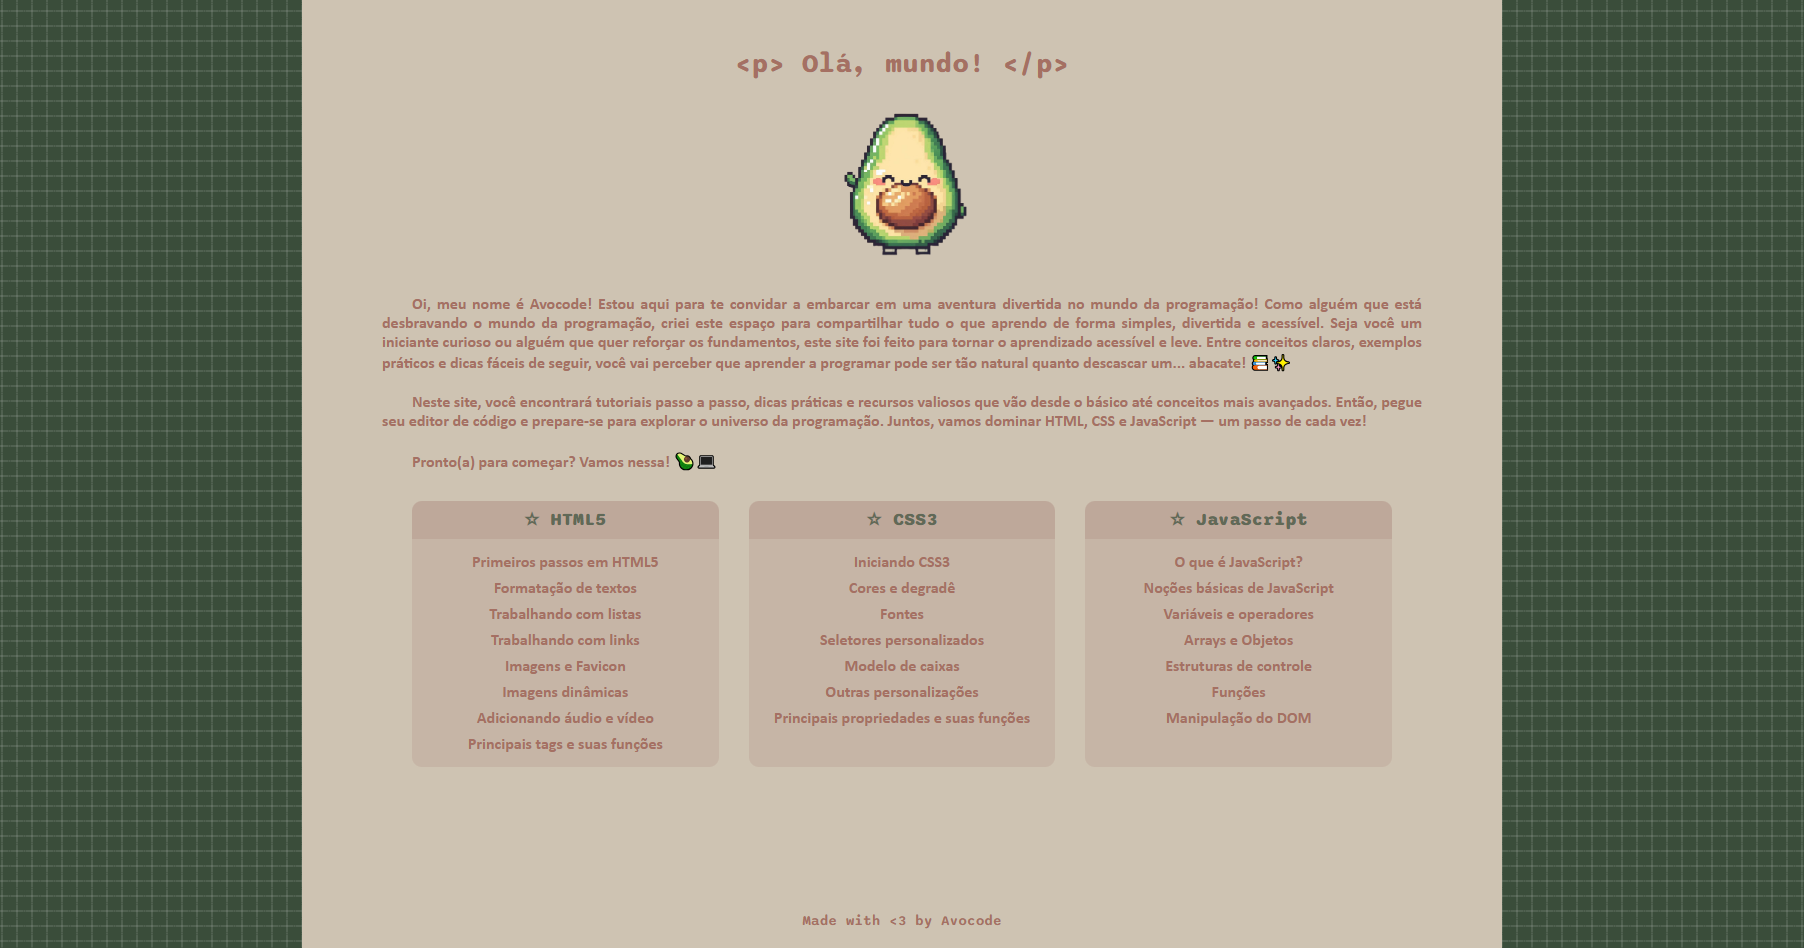 <p> Olá, mundo! </p>
Oi, meu nome é Avocode! Estou aqui para te convidar a embarcar em uma aventura divertida no mundo da programação! Como alguém que está
desbravando o mundo da programação, criei este espaço para compartilhar tudo o que aprendo de forma simples, divertida e acessível. Seja você um
iniciante curioso ou alguém que quer reforçar os fundamentos, este site foi feito para tornar o aprendizado acessível e leve. Entre conceitos claros, exemplos
práticos e dicas fáceis de seguir, você vai perceber que aprender a programar pode ser tão natural quanto descascar um... abacate! 📚✨
Neste site, você encontrará tutoriais passo a passo, dicas práticas e recursos valiosos que vão desde o básico até conceitos mais avançados. Então, pegue
seu editor de código e prepare-se para explorar o universo da programação. Juntos, vamos dominar HTML, CSS e JavaScript — um passo de cada vez!
Pronto(a) para começar? Vamos nessa! 🥑💻
☆ HTML5
Primeiros passos em HTML5
Formatação de textos
Trabalhando com listas
Trabalhando com links
Imagens e Favicon
Imagens dinâmicas
Adicionando áudio e vídeo
Principais tags e suas funções
☆ CSS3
Iniciando CSS3
Cores e degradê
Fontes
Seletores personalizados
Modelo de caixas
Outras personalizações
Principais propriedades e suas funções
☆ JavaScript
O que é JavaScript?
Noções básicas de JavaScript
Variáveis e operadores
Arrays e Objetos
Estruturas de controle
Funções
Manipulação do DOM
Made with <3 by Avocode